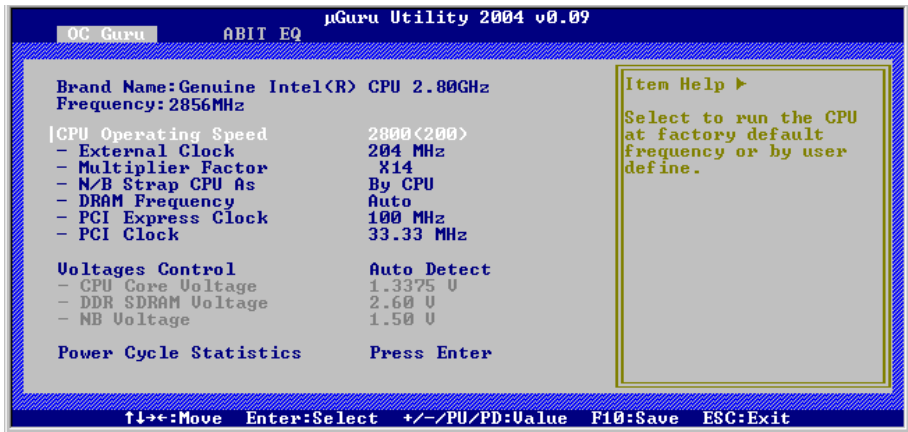 µGuru Utility 2004 v0.09
OC Guru ABIT EQ
Brand Name:Genuine Intel(R) CPU 2.80GHz
Frequency:2856MHz
CPU Operating Speed 2800(200)
- External Clock 204 MHz
- Multiplier Factor X14
- N/B Strap CPU As By CPU
- DRAM Frequency Auto
- PCI Express Clock 100 MHz
- PCI Clock 33.33 MHz
Voltages Control Auto Detect
- CPU Core Voltage 1.3375 V
- DDR SDRAM Voltage 2.60 V
- NB Voltage 1.50 V
Power Cycle Statistics Press Enter
Item Help ►
Select to run the CPU
at factory default
frequency or by user
define.
↑↓→←:Move Enter:Select +/-/PU/PD:Value F10:Save ESC:Exit